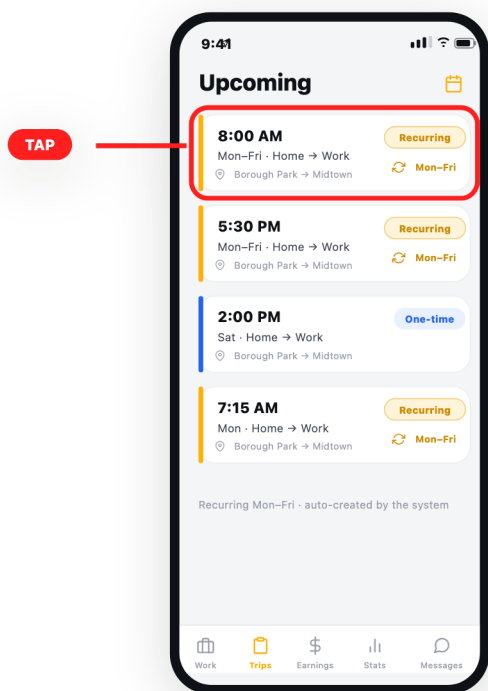 9:41
Upcoming
TAP
8:00 AM
Recurring
Mon–Fri · Home → Work
Mon–Fri
Borough Park → Midtown
5:30 PM
Recurring
Mon–Fri · Home → Work
Mon–Fri
Borough Park → Midtown
2:00 PM
One-time
Sat · Home → Work
Borough Park → Midtown
7:15 AM
Recurring
Mon · Home → Work
Mon–Fri
Borough Park → Midtown
Recurring Mon–Fri · auto-created by the system
Work Trips Earnings Stats Messages